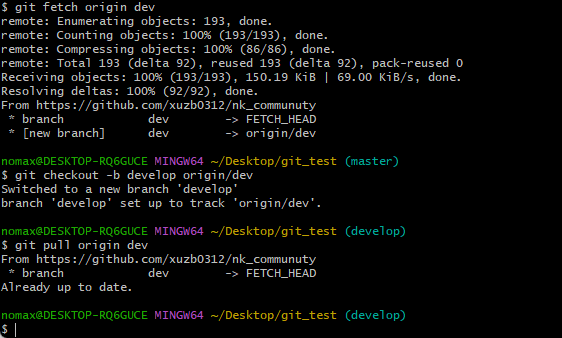 $ git fetch origin dev
remote: Enumerating objects: 193, done.
remote: Counting objects: 100% (193/193), done.
remote: Compressing objects: 100% (86/86), done.
remote: Total 193 (delta 92), reused 193 (delta 92), pack-reused 0
Receiving objects: 100% (193/193), 150.19 KiB | 69.00 KiB/s, done.
Resolving deltas: 100% (92/92), done.
From https://github.com/xuzb0312/nk_communuty
 * branch            dev        -> FETCH_HEAD
 * [new branch]      dev        -> origin/dev
nomax@DESKTOP-RQ6GUCE MINGW64 ~/Desktop/git_test (master)
$ git checkout -b develop origin/dev
Switched to a new branch 'develop'
branch 'develop' set up to track 'origin/dev'.
nomax@DESKTOP-RQ6GUCE MINGW64 ~/Desktop/git_test (develop)
$ git pull origin dev
From https://github.com/xuzb0312/nk_communuty
 * branch            dev        -> FETCH_HEAD
Already up to date.
nomax@DESKTOP-RQ6GUCE MINGW64 ~/Desktop/git_test (develop)
$